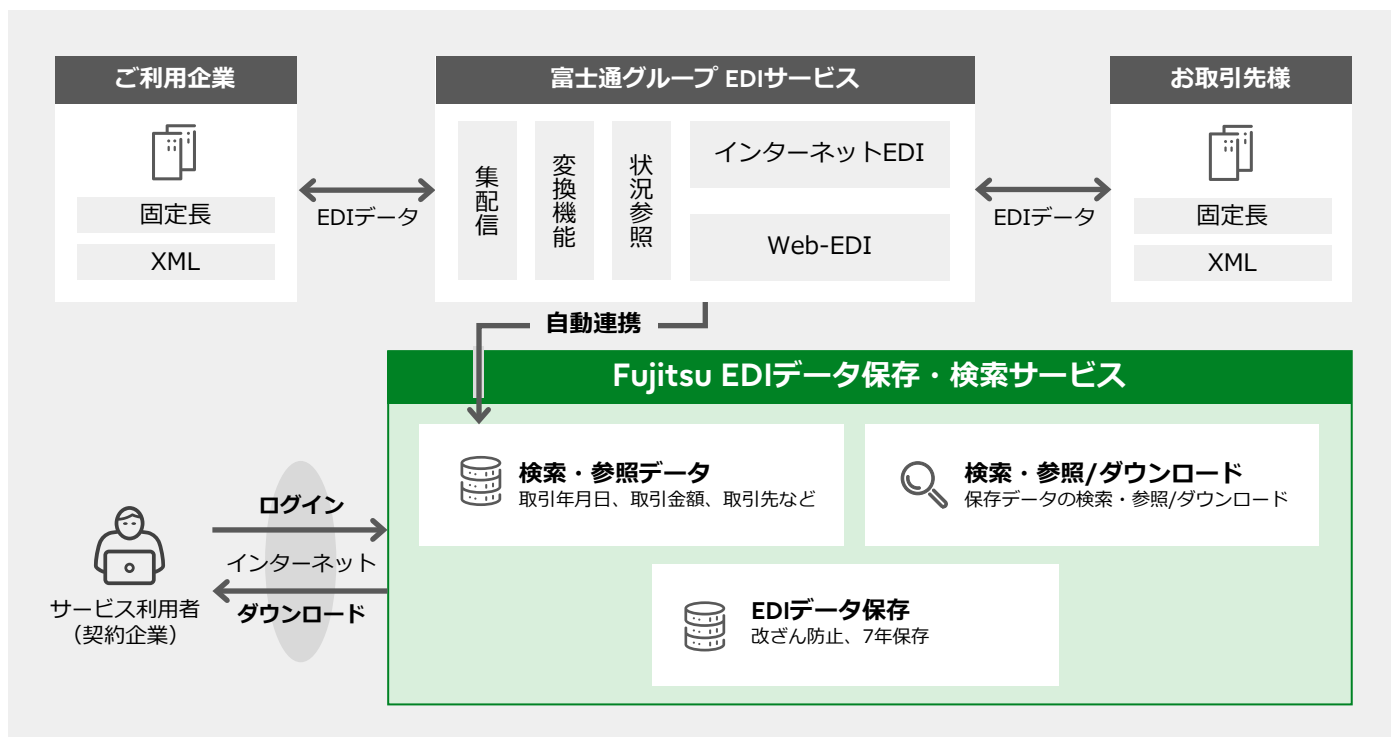 ご利用企業
固定長
XML
EDIデータ
富士通グループ EDIサービス
集配信
変換機能
状況参照
インターネットEDI
Web-EDI
EDIデータ
お取引先様
固定長
XML
自動連携
Fujitsu EDIデータ保存・検索サービス
検索・参照データ
取引年月日、取引金額、取引先など
検索・参照/ダウンロード
保存データの検索・参照/ダウンロード
EDIデータ保存
改ざん防止、7年保存
ログイン
インターネット
ダウンロード
サービス利用者
（契約企業）